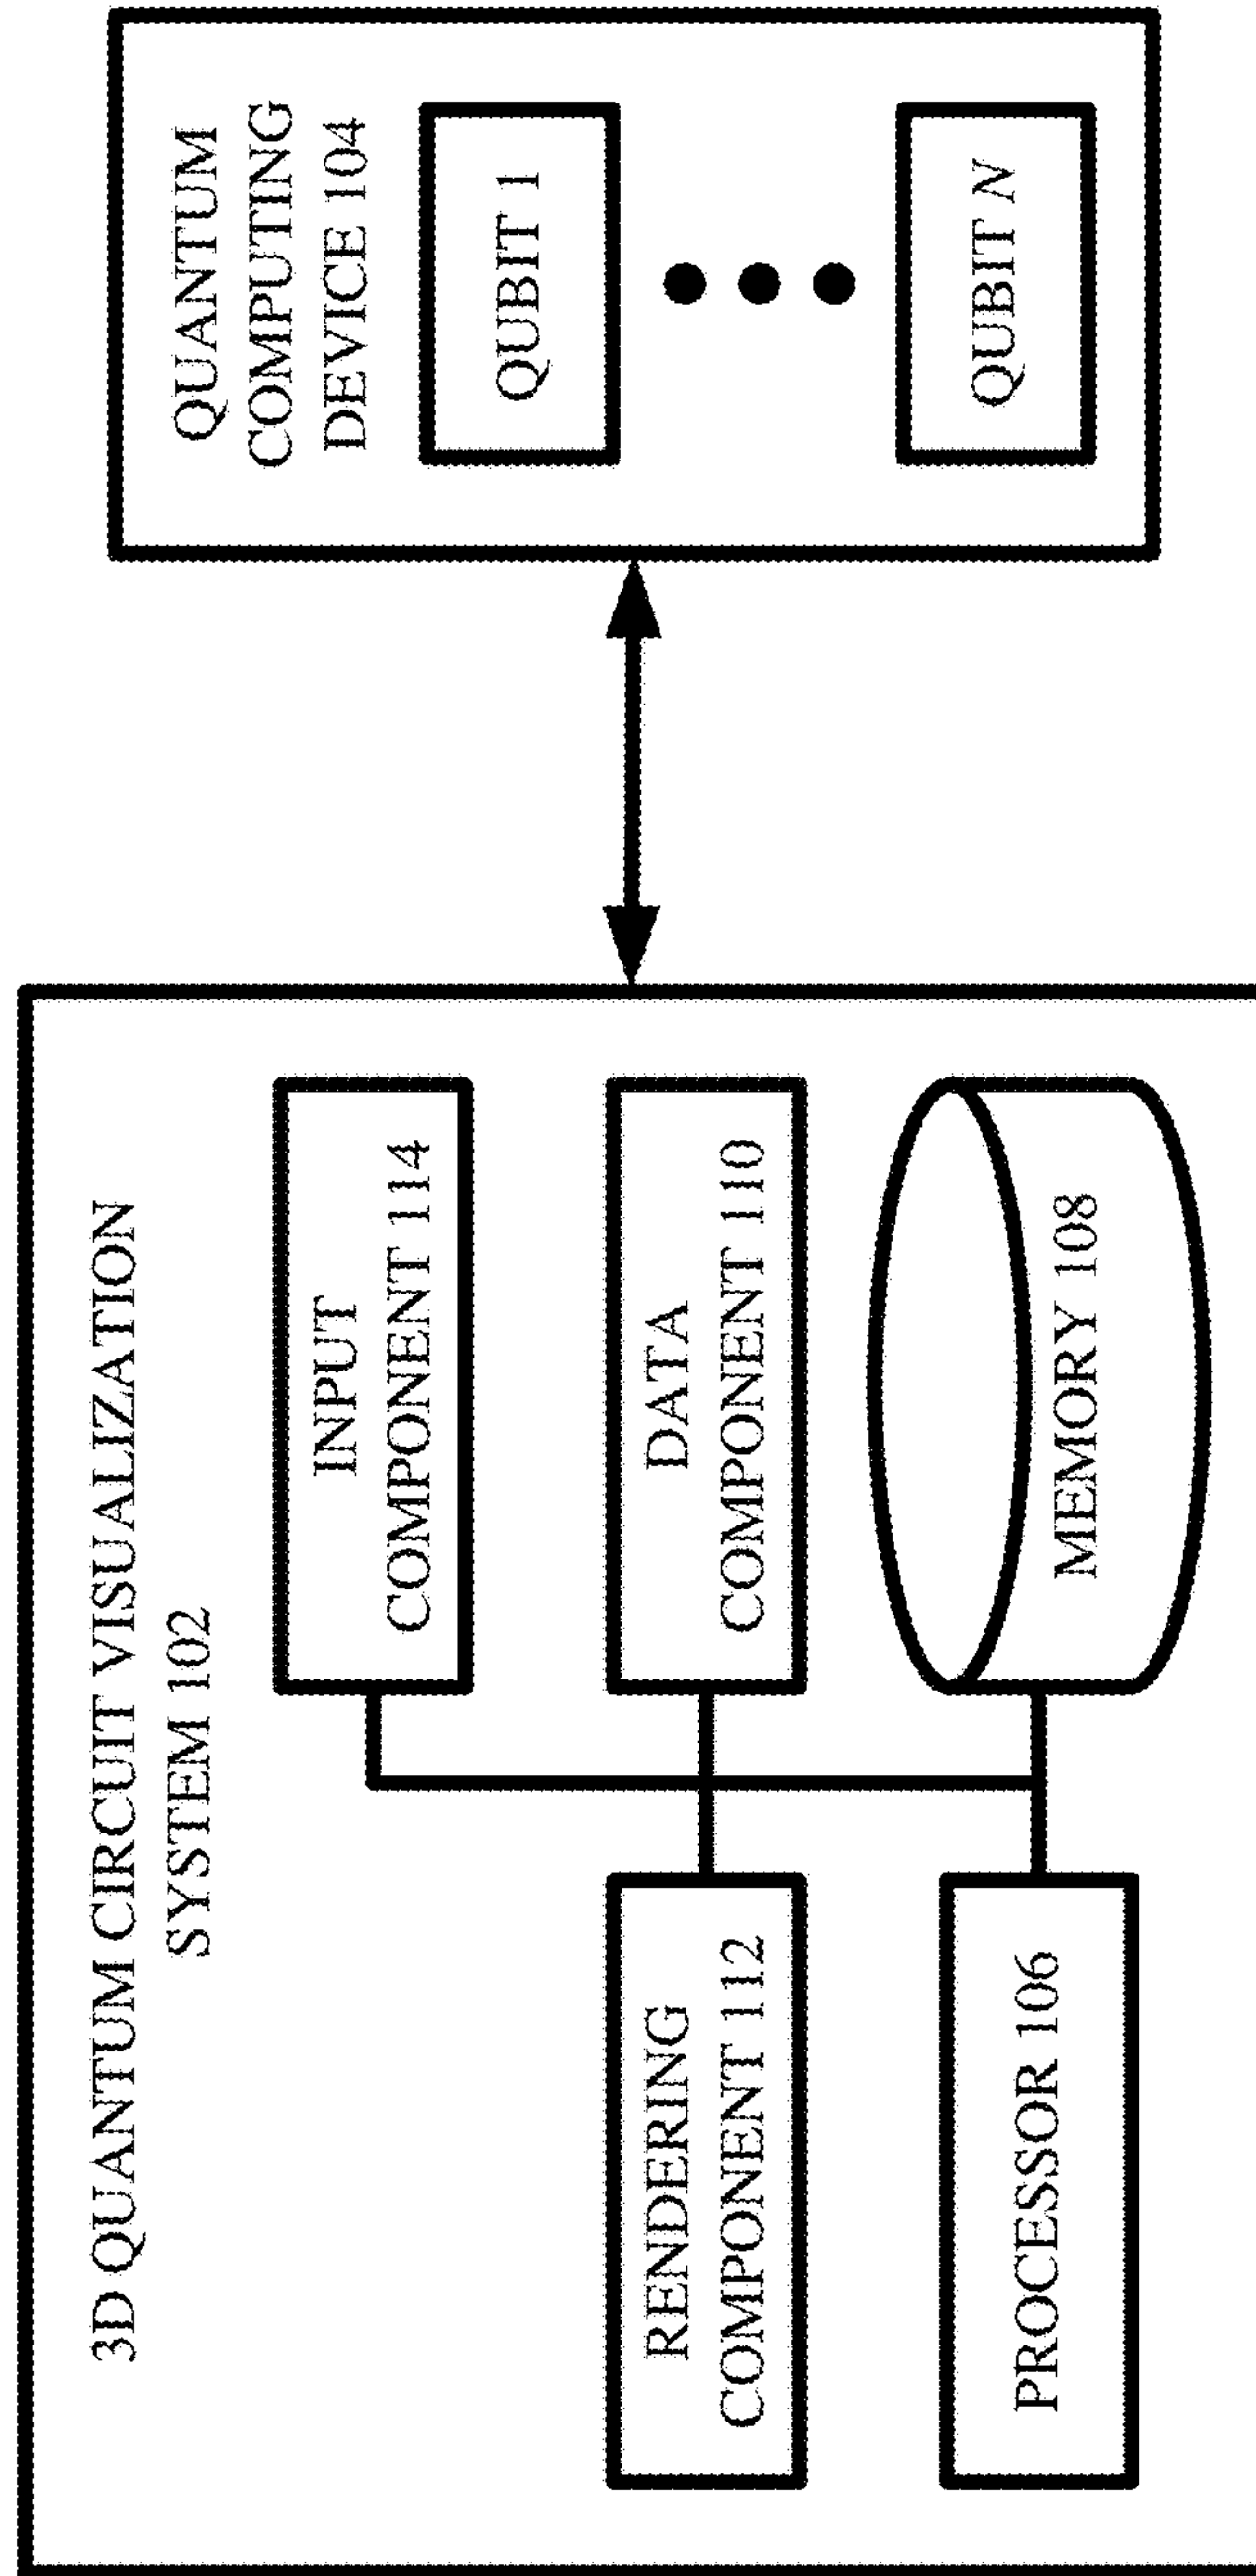 3D QUANTUM CIRCUIT VISUALIZATION
SYSTEM 102
INPUT
COMPONENT 114
RENDERING
COMPONENT 112
DATA
COMPONENT 110
PROCESSOR 106
MEMORY 108
QUANTUM
COMPUTING
DEVICE 104
QUBIT 1
QUBIT N